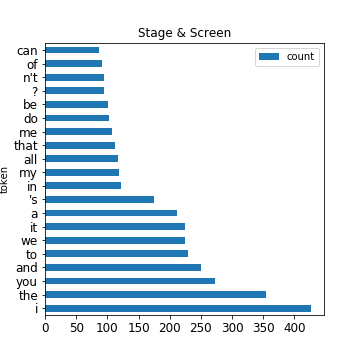 Stage & Screen
count
token
can
of
n't
?
be
do
me
that
all
my
in
's
a
it
we
to
and
you
the
i
0 50 100 150 200 250 300 350 400